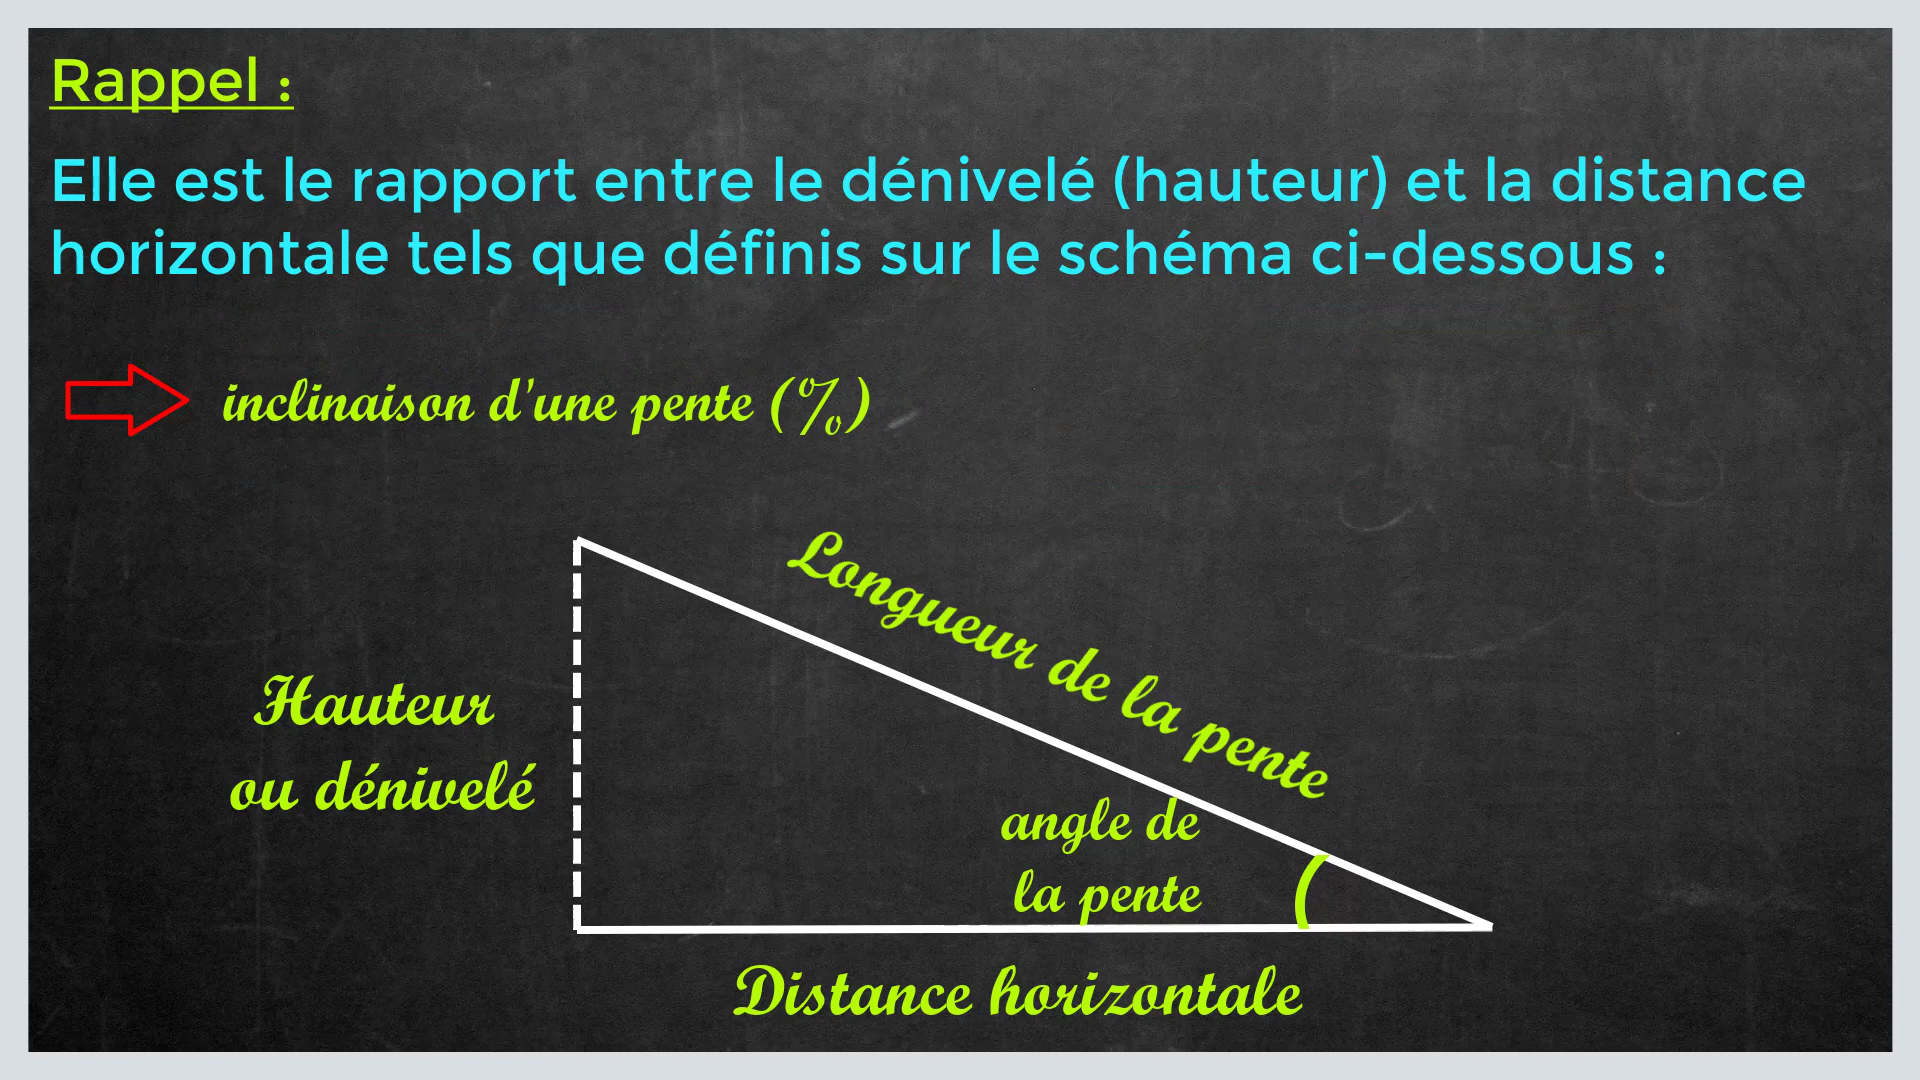 Rappel :
Elle est le rapport entre le dénivelé (hauteur) et la distance
horizontale tels que définis sur le schéma ci-dessous :
inclinaison d'une pente (%)
Longueur de la pente
Hauteur
ou dénivelé
angle de
la pente
Distance horizontale